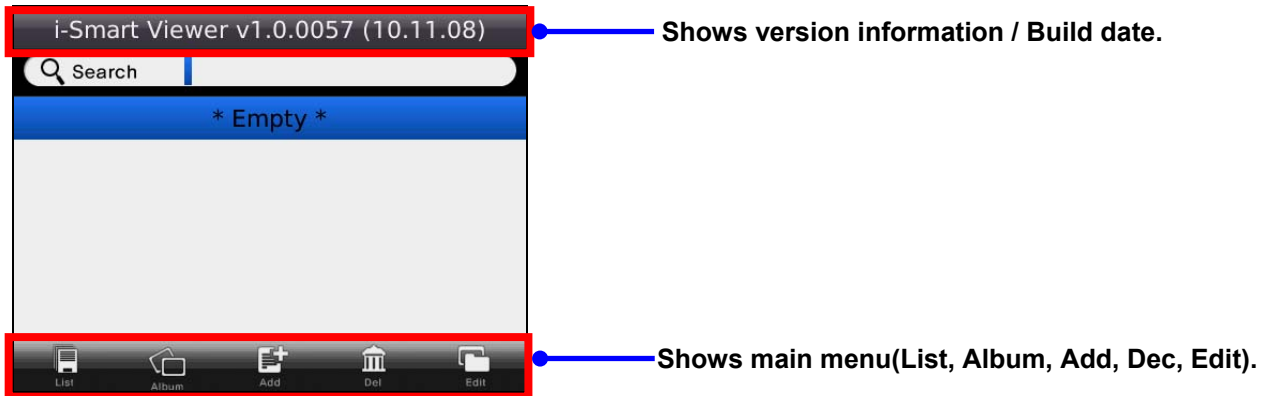 i-Smart Viewer v1.0.0057 (10.11.08)
Shows version information / Build date.
Search
* Empty *
List Album Add Del Edit
Shows main menu(List, Album, Add, Dec, Edit).